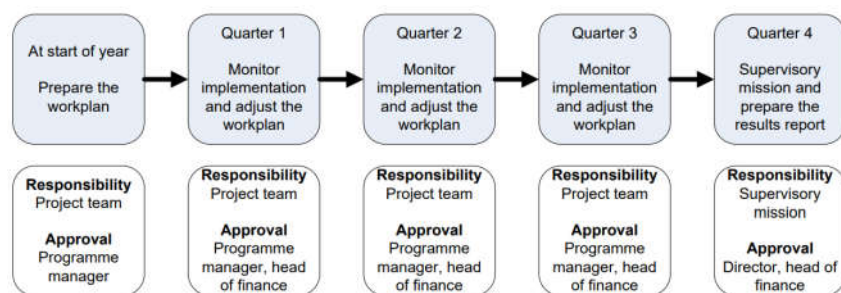 At start of year
Prepare the
workplan
Quarter 1
Monitor
implementation
and adjust the
workplan
Quarter 2
Monitor
implementation
and adjust the
workplan
Quarter 3
Monitor
implementation
and adjust the
workplan
Quarter 4
Supervisory
mission and
prepare the
results report
Responsibility
Project team
Approval
Programme
manager
Responsibility
Project team
Approval
Programme
manager, head
of finance
Responsibility
Project team
Approval
Programme
manager, head
of finance
Responsibility
Project team
Approval
Programme
manager, head
of finance
Responsibility
Supervisory
mission
Approval
Director, head of
finance